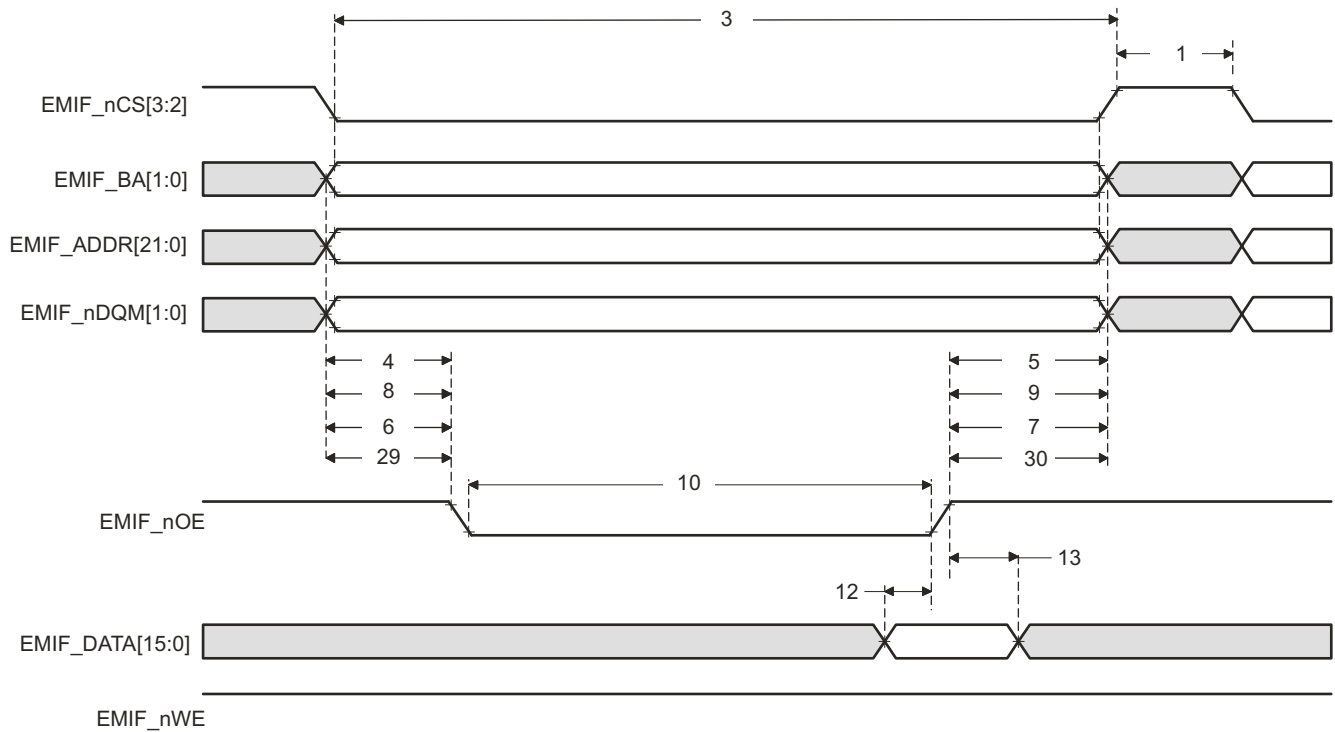 3
1
EMIF_nCS[3:2]
EMIF_BA[1:0]
EMIF_ADDR[21:0]
EMIF_nDQM[1:0]
4 5
8 9
6 7
29 30
10
EMIF_nOE
13
12
EMIF_DATA[15:0]
EMIF_nWE